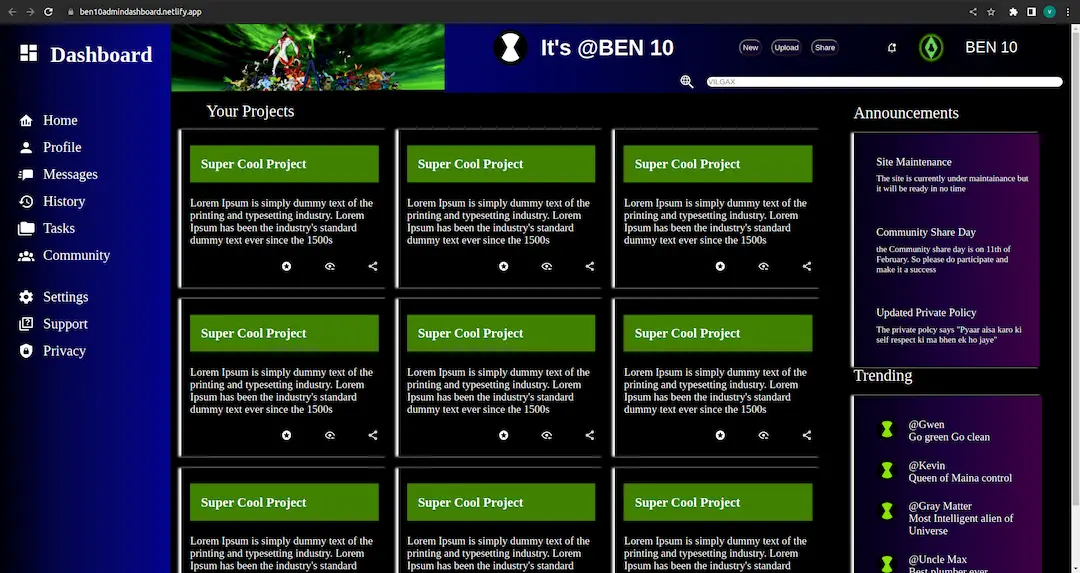 ben10admindashboard.netlify.app
V
Dashboard
It's @BEN 10
New
Upload
Share
BEN 10
VILGAX
Home
Profile
Messages
History
Tasks
Community
Settings
Support
Privacy
Your Projects
Super Cool Project
Lorem Ipsum is simply dummy text of the
printing and typesetting industry. Lorem
Ipsum has been the industry's standard
dummy text ever since the 1500s
Super Cool Project
Lorem Ipsum is simply dummy text of the
printing and typesetting industry. Lorem
Ipsum has been the industry's standard
dummy text ever since the 1500s
Super Cool Project
Lorem Ipsum is simply dummy text of the
printing and typesetting industry. Lorem
Ipsum has been the industry's standard
dummy text ever since the 1500s
Super Cool Project
Lorem Ipsum is simply dummy text of the
printing and typesetting industry. Lorem
Ipsum has been the industry's standard
dummy text ever since the 1500s
Super Cool Project
Lorem Ipsum is simply dummy text of the
printing and typesetting industry. Lorem
Ipsum has been the industry's standard
dummy text ever since the 1500s
Super Cool Project
Lorem Ipsum is simply dummy text of the
printing and typesetting industry. Lorem
Ipsum has been the industry's standard
dummy text ever since the 1500s
Super Cool Project
Lorem Ipsum is simply dummy text of the
printing and typesetting industry. Lorem
Ipsum has been the industry's standard
Super Cool Project
Lorem Ipsum is simply dummy text of the
printing and typesetting industry. Lorem
Ipsum has been the industry's standard
Super Cool Project
Lorem Ipsum is simply dummy text of the
printing and typesetting industry. Lorem
Ipsum has been the industry's standard
Announcements
Site Maintenance
The site is currently under maintainance but
it will be ready in no time
Community Share Day
the Community share day is on 11th of
February. So please do participate and
make it a success
Updated Private Policy
The private polcy says "Pyaar aisa karo ki
self respect ki ma bhen ek ho jaye"
Trending
@Gwen
Go green Go clean
@Kevin
Queen of Maina control
@Gray Matter
Most Intelligent alien of
Universe
@Uncle Max
Best plumber ever